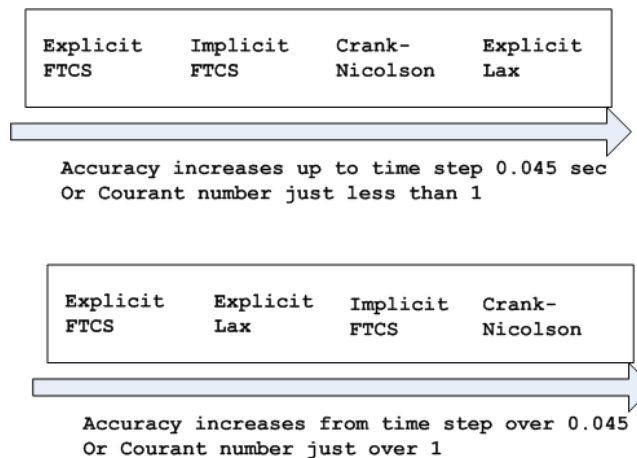 Explicit Implicit Crank- Explicit
FTCS FTCS Nicolson Lax
Accuracy increases up to time step 0.045 sec
Or Courant number just less than 1
Explicit Explicit Implicit Crank-
FTCS Lax FTCS Nicolson
Accuracy increases from time step over 0.045
Or Courant number just over 1